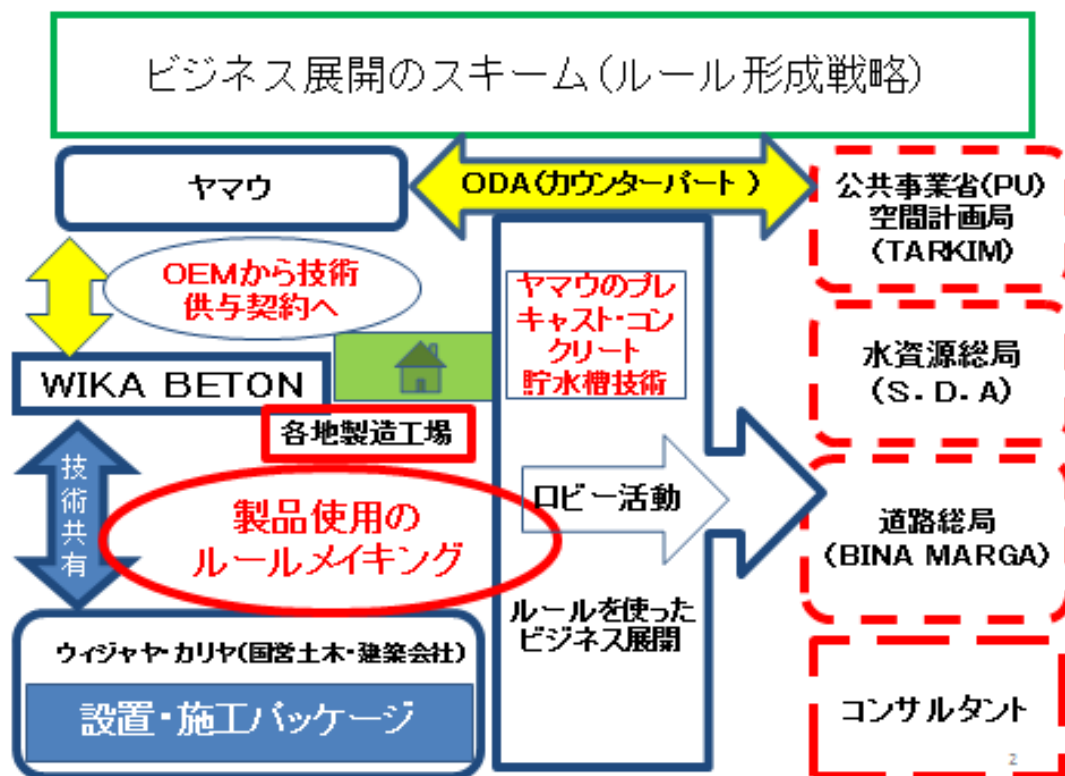 ビジネス展開のスキーム(ルール形成戦略)
ヤマウ
ODA(カウンターパート)
公共事業省(PU)
空間計画局
(TARKIM)
OEMから技術
供与契約へ
ヤマウのプレ
キャスト・コン
クリート
貯水槽技術
水資源総局
(S.D.A)
WIKA BETON
各地製造工場
技術共有
製品使用の
ルールメイキング
ロビー活動
道路総局
(BINA MARGA)
ルールを使った
ビジネス展開
ウィジャヤ・カリヤ(国営土木・建築会社)
設置・施工パッケージ
コンサルタント
2